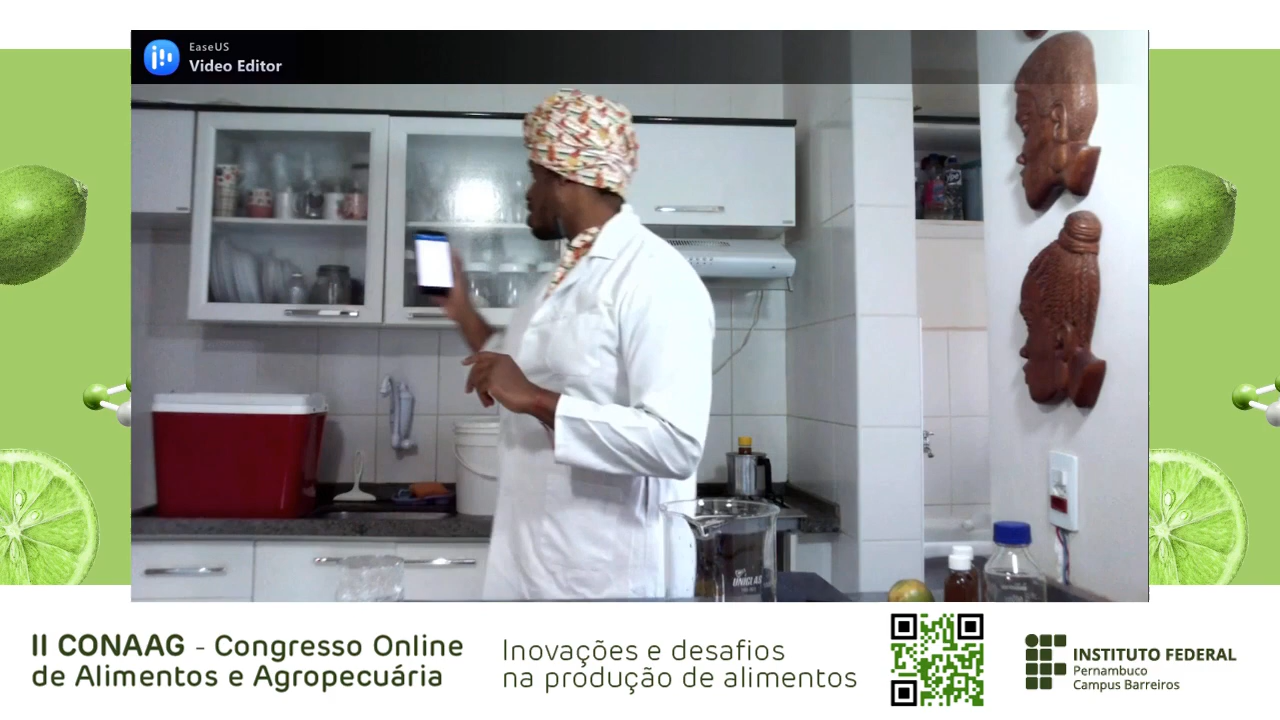 EaseUS
Video Editor
UNIGLAS
II CONAAG - Congresso Online
de Alimentos e Agropecuária
Inovações e desafios
na produção de alimentos
INSTITUTO FEDERAL
Pernambuco
Campus Barreiros